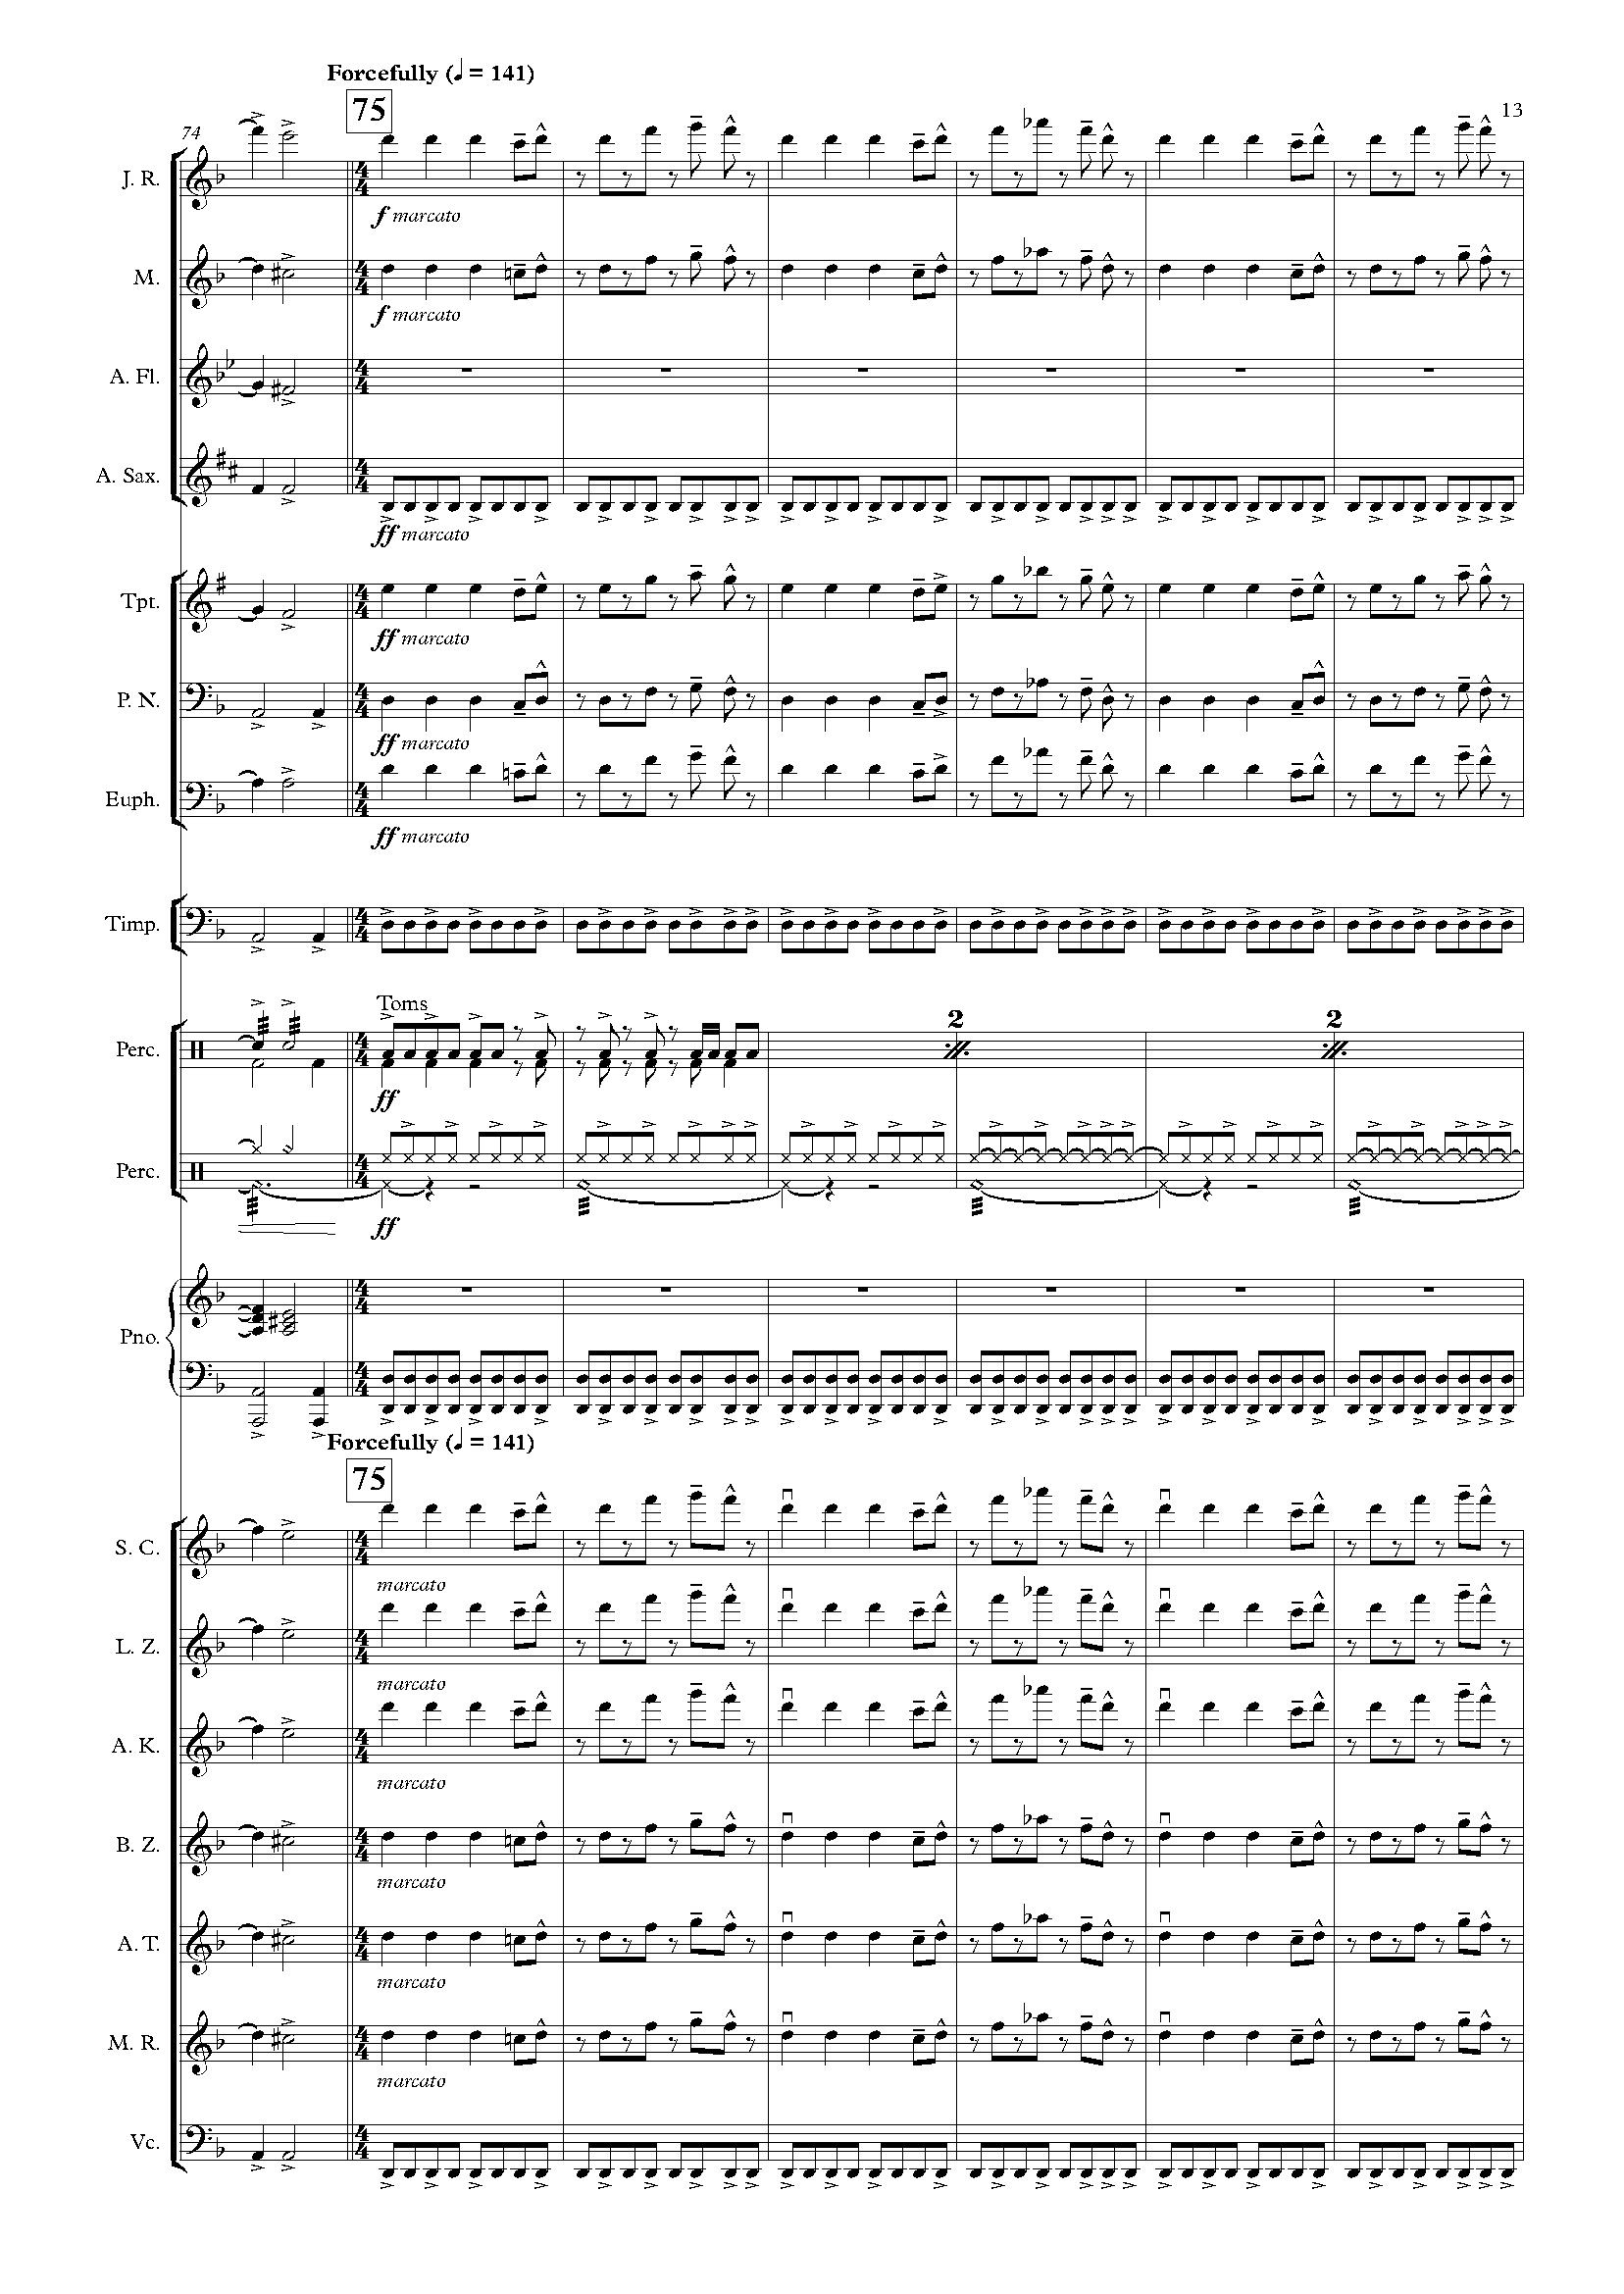 Forcefully (♩ = 141)
75
13
74
J. R.
f marcato
M.
f marcato
A. Fl.
A. Sax.
ff marcato
Tpt.
ff marcato
P. N.
ff marcato
Euph.
ff marcato
Timp.
Toms
2
2
Perc.
ff
Perc.
ff
Pno.
Forcefully (♩ = 141)
75
S. C.
marcato
L. Z.
marcato
A. K.
marcato
B. Z.
marcato
A. T.
marcato
M. R.
marcato
Vc.